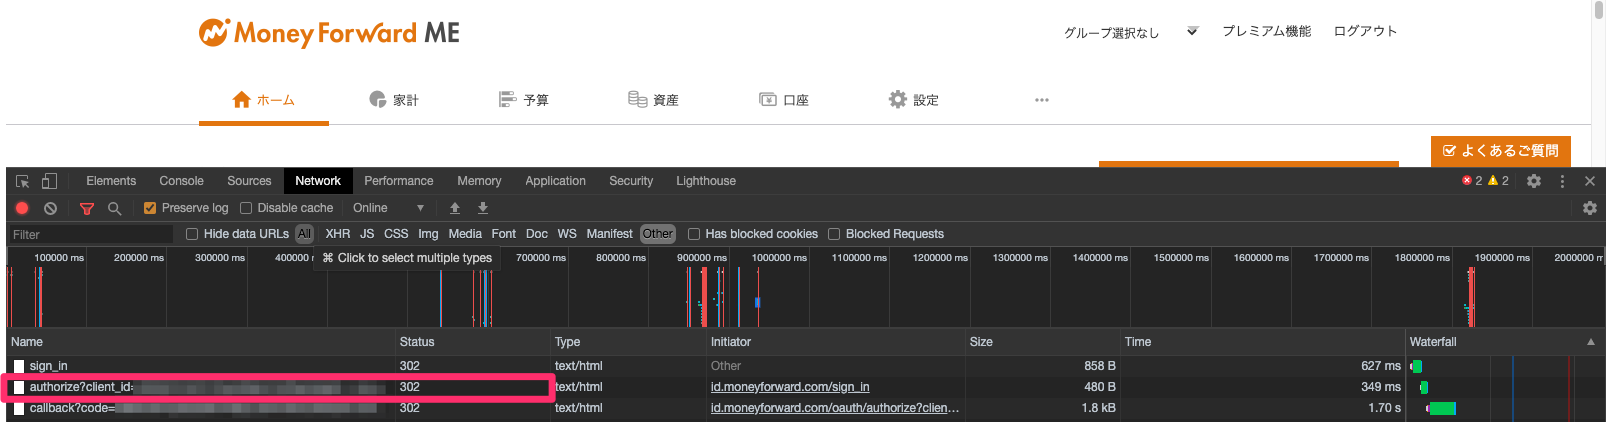 Money Forward ME
グループ選択なし プレミアム機能 ログアウト
ホーム 家計 予算 資産 口座 設定 ...
よくあるご質問
Elements Console Sources Network Performance Memory Application Security Lighthouse 2 2
Preserve log Disable cache Online
Filter Hide data URLs All XHR JS CSS Img Media Font Doc WS Manifest Other Has blocked cookies Blocked Requests
⌘ Click to select multiple types
100000 ms 200000 ms 300000 ms 700000 ms 800000 ms 900000 ms 1000000 ms 1100000 ms 1200000 ms 1300000 ms 1400000 ms 1500000 ms 1600000 ms 1700000 ms 1800000 ms 1900000 ms
Name Status Type Initiator Size Time Waterfall
sign_in 302 text/html Other 858 B 627 ms
authorize?client_id= 302 text/html id.moneyforward.com/sign_in 480 B 349 ms
callback?code= 302 text/html id.moneyforward.com/oauth/authorize?clien... 1.8 kB 1.70 s